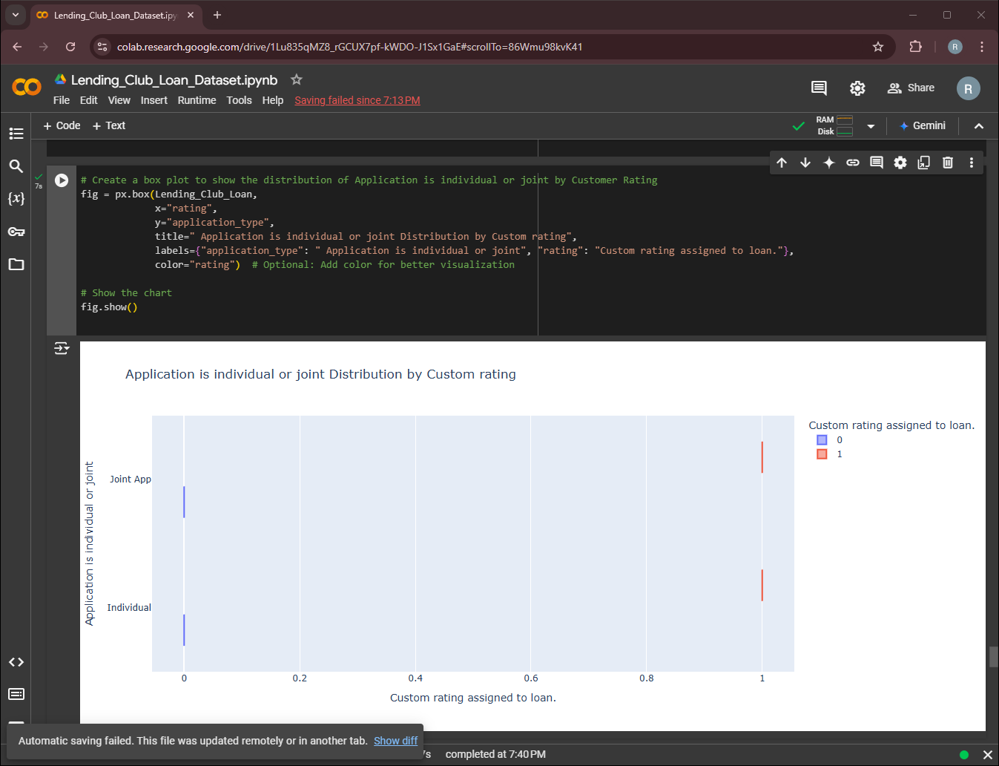 Lending_Club_Loan_Dataset.ipy
colab.research.google.com/drive/1Lu835qMZ8_rGCUX7pf-kWDO-J1Sx1GaE#scrollTo=86Wmu98kvK41
R
Lending_Club_Loan_Dataset.ipynb
File Edit View Insert Runtime Tools Help Saving failed since 7:13 PM
Share
R
+ Code + Text
RAM
Disk
Gemini
{x}
7s
# Create a box plot to show the distribution of Application is individual or joint by Customer Rating
fig = px.box(Lending_Club_Loan,
x="rating",
y="application_type",
title=" Application is individual or joint Distribution by Custom rating",
labels={"application_type": " Application is individual or joint", "rating": "Custom rating assigned to loan."},
color="rating") # Optional: Add color for better visualization
# Show the chart
fig.show()
Application is individual or joint Distribution by Custom rating
Custom rating assigned to loan.
0
1
Application is individual or joint
Joint App
Individual
0 0.2 0.4 0.6 0.8 1
Custom rating assigned to loan.
Automatic saving failed. This file was updated remotely or in another tab. Show diff
completed at 7:40 PM